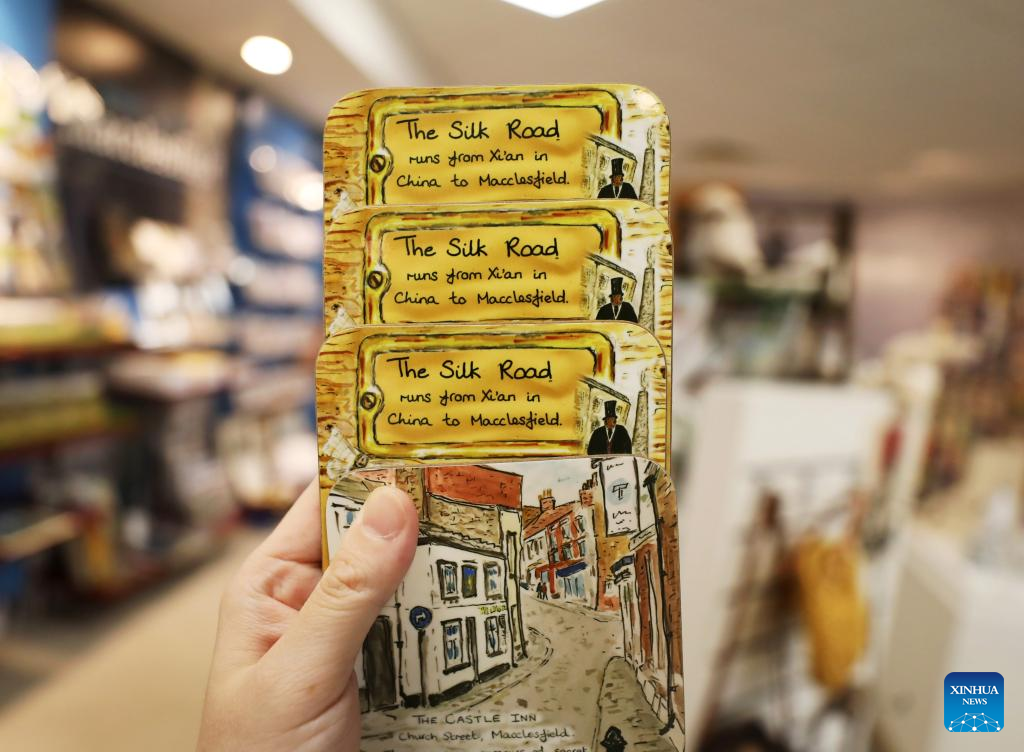 The Silk Road
runs from Xi'an in
China to Macclesfield.
The Silk Road
runs from Xi'an in
China to Macclesfield.
The Silk Road
runs from Xi'an in
China to Macclesfield.
T
THE CASTLE INN
Church Street, Macclesfield.
XINHUA
NEWS